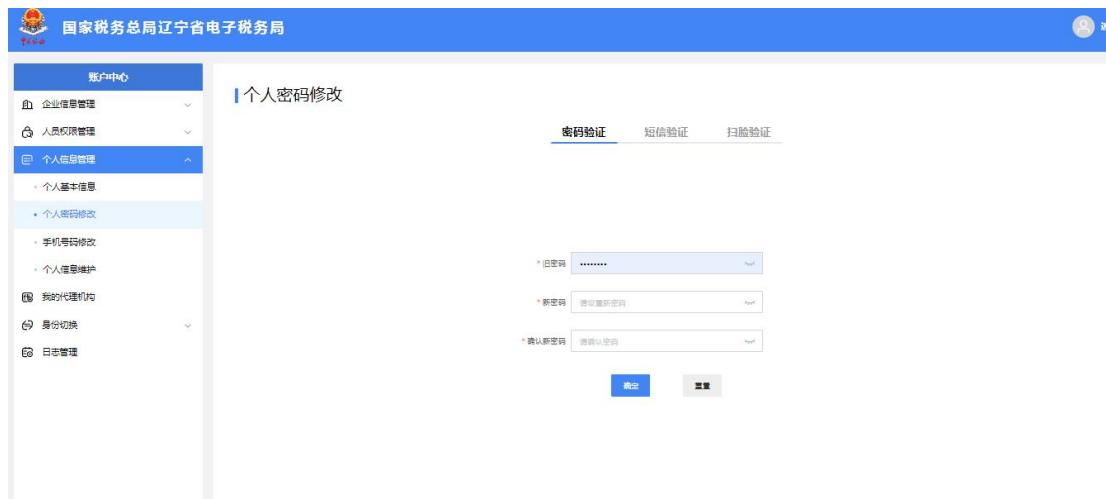 国家税务总局辽宁省电子税务局
账户中心
企业信息管理
人员权限管理
个人信息管理
个人基本信息
个人密码修改
手机号码修改
个人信息维护
我的代理机构
身份切换
日志管理
个人密码修改
密码验证 短信验证 扫脸验证
*旧密码 ••••••••
*新密码 请设置新密码
*确认新密码 请确认密码
确定 重置